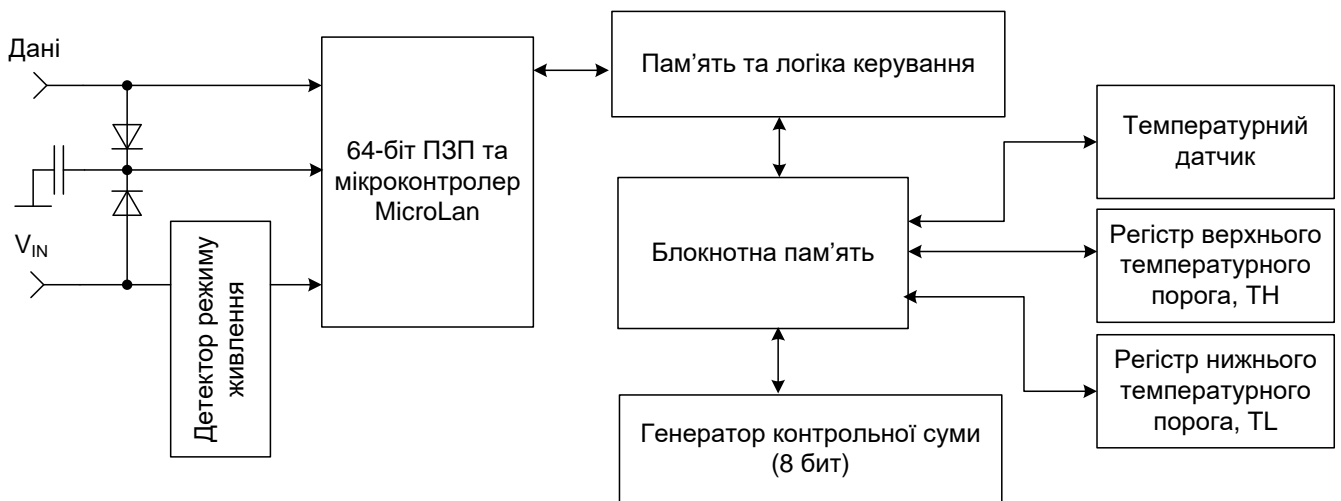 Дані
V_IN
Детектор режиму
живлення
64-біт ПЗП та
мікроконтролер
MicroLan
Пам'ять та логіка керування
Блокнотна пам'ять
Генератор контрольної суми
(8 бит)
Температурний
датчик
Регістр верхнього
температурного
порога, TH
Регістр нижнього
температурного
порога, TL